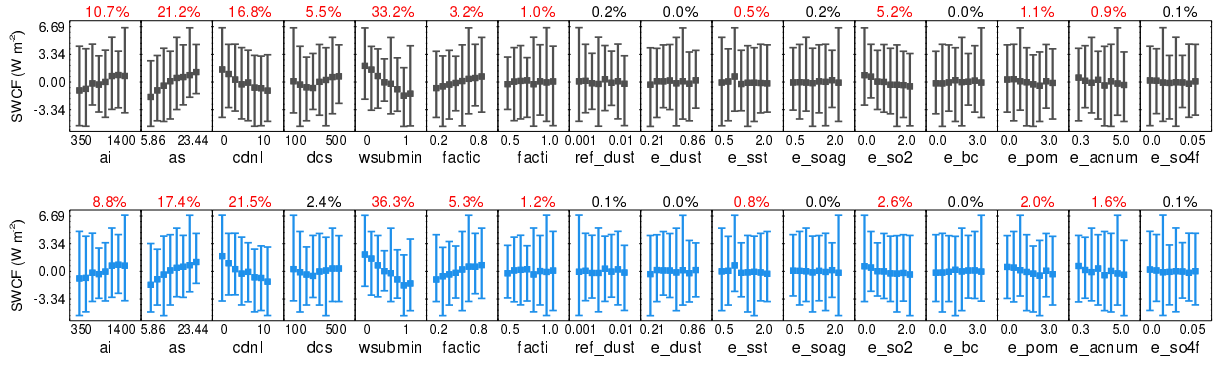 10.7% 21.2% 16.8% 5.5% 33.2% 3.2% 1.0% 0.2% 0.0% 0.5% 0.2% 5.2% 0.0% 1.1% 0.9% 0.1%
SWCF (W m⁻²)
6.69
3.34
0.00
-3.34
350 1400 5.86 23.44 0 10 100 500 0 1 0.2 0.8 0.5 1.0 0.001 0.01 0.21 0.86 0.5 2.0 0.5 2.0 0.0 2.0 0.0 3.0 0.0 3.0 0.3 5.0 0.0 0.05
ai as cdnl dcs wsubmin factic facti ref_dust e_dust e_sst e_soag e_so2 e_bc e_pom e_acnum e_so4f
8.8% 17.4% 21.5% 2.4% 36.3% 5.3% 1.2% 0.1% 0.0% 0.8% 0.0% 2.6% 0.0% 2.0% 1.6% 0.1%
SWCF (W m⁻²)
6.69
3.34
0.00
-3.34
350 1400 5.86 23.44 0 10 100 500 0 1 0.2 0.8 0.5 1.0 0.001 0.01 0.21 0.86 0.5 2.0 0.5 2.0 0.0 2.0 0.0 3.0 0.0 3.0 0.3 5.0 0.0 0.05
ai as cdnl dcs wsubmin factic facti ref_dust e_dust e_sst e_soag e_so2 e_bc e_pom e_acnum e_so4f